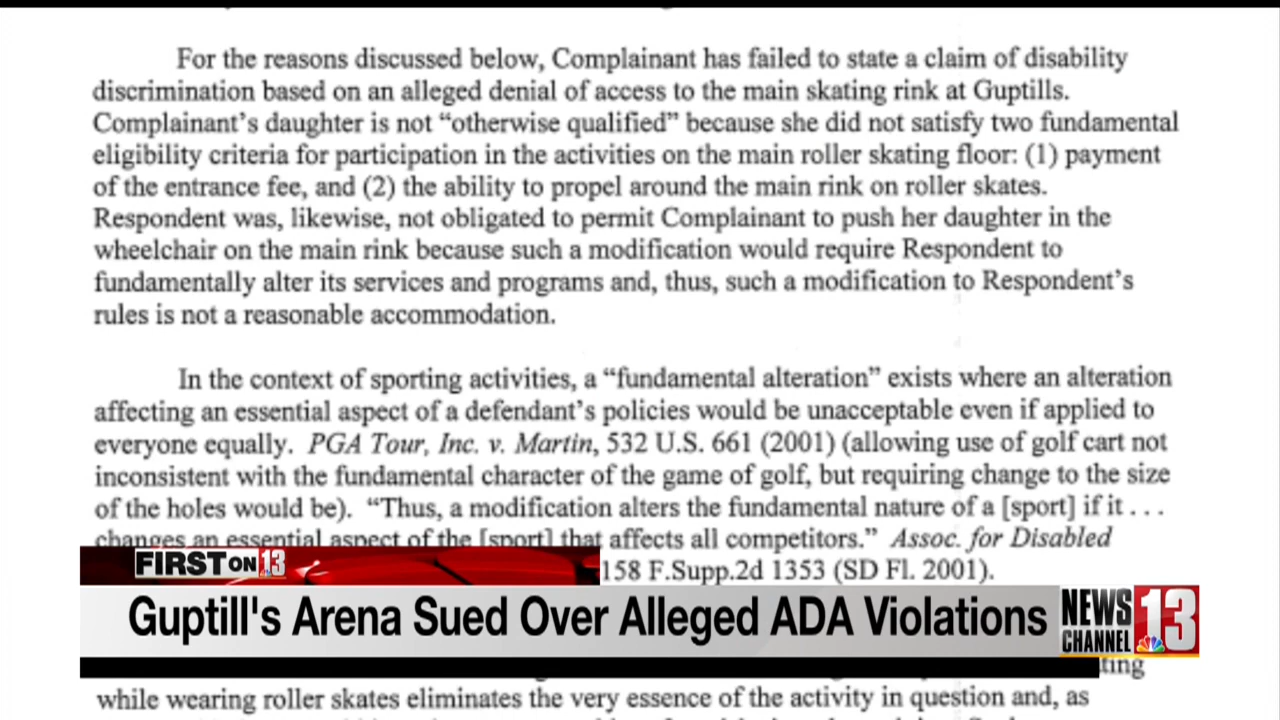 For the reasons discussed below, Complainant has failed to state a claim of disability
discrimination based on an alleged denial of access to the main skating rink at Guptills.
Complainant's daughter is not “otherwise qualified” because she did not satisfy two fundamental
eligibility criteria for participation in the activities on the main roller skating floor: (1) payment
of the entrance fee, and (2) the ability to propel around the main rink on roller skates.
Respondent was, likewise, not obligated to permit Complainant to push her daughter in the
wheelchair on the main rink because such a modification would require Respondent to
fundamentally alter its services and programs and, thus, such a modification to Respondent's
rules is not a reasonable accommodation.
In the context of sporting activities, a “fundamental alteration” exists where an alteration
affecting an essential aspect of a defendant's policies would be unacceptable even if applied to
everyone equally. PGA Tour, Inc. v. Martin, 532 U.S. 661 (2001) (allowing use of golf cart not
inconsistent with the fundamental character of the game of golf, but requiring change to the size
of the holes would be). “Thus, a modification alters the fundamental nature of a [sport] if it . . .
changes an essential aspect of the [sport] that affects all competitors.” Assoc. for Disabled
158 F.Supp.2d 1353 (SD Fl. 2001).
FIRST ON 13
Guptill's Arena Sued Over Alleged ADA Violations
NEWS
CHANNEL
13
while wearing roller skates eliminates the very essence of the activity in question and, as